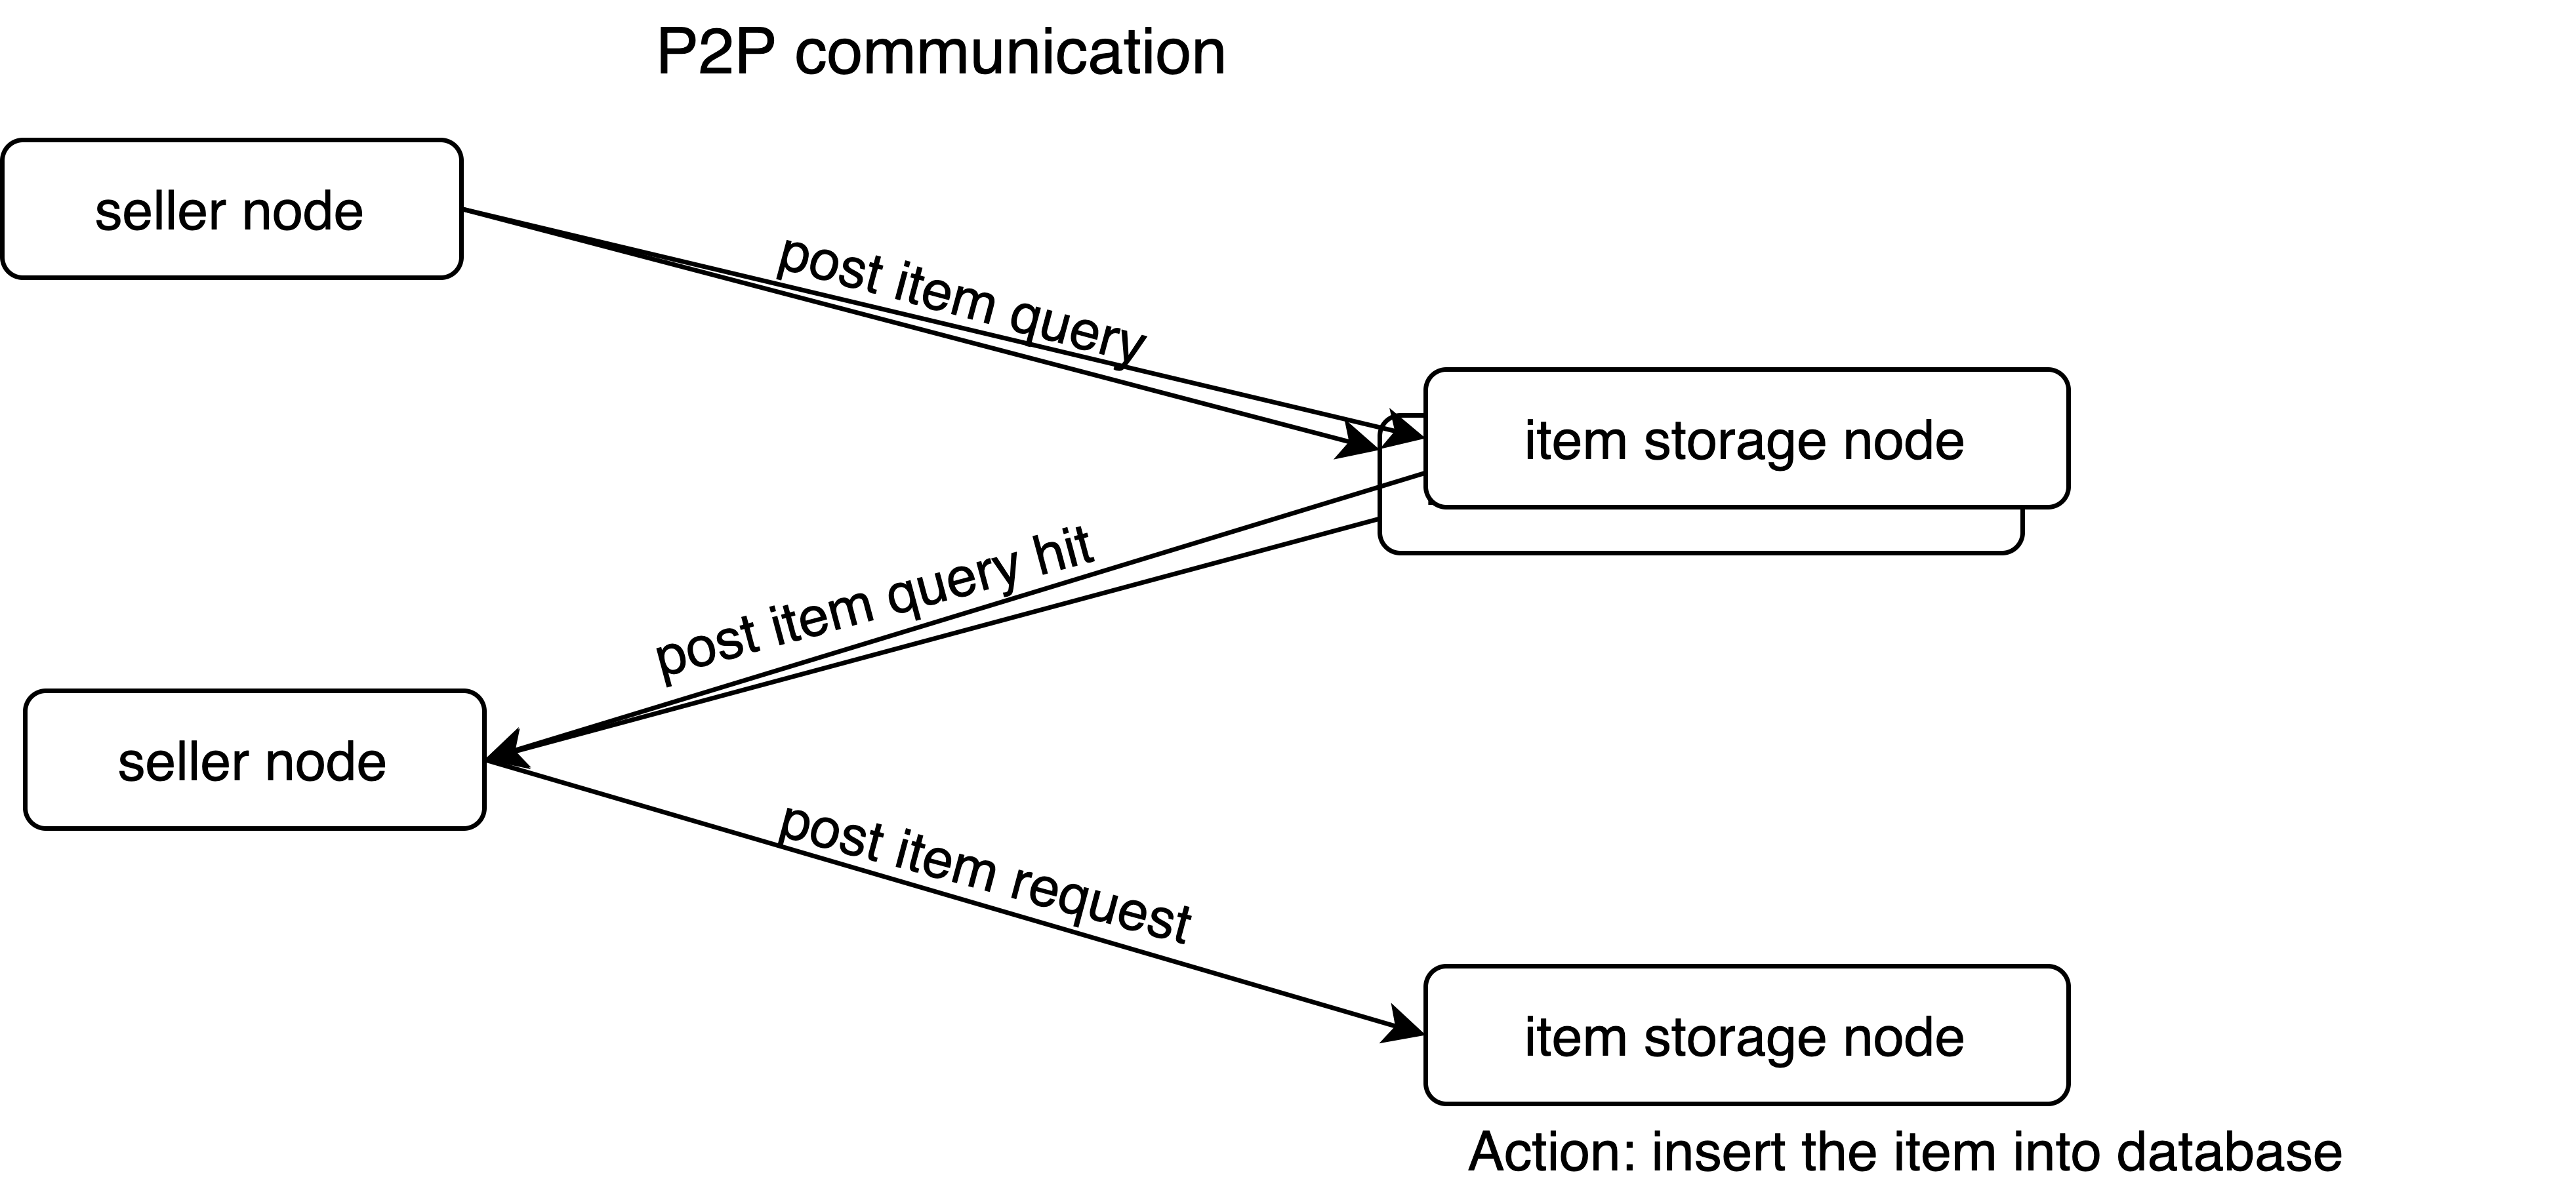 P2P communication
seller node
post item query
item storage node
post item query hit
seller node
post item request
item storage node
Action: insert the item into database